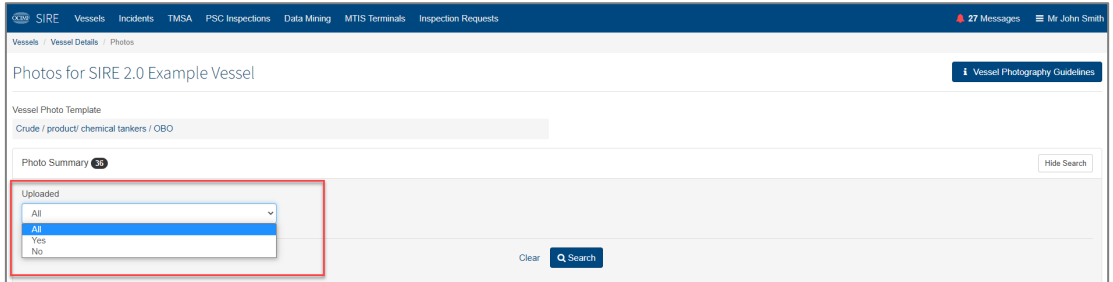 OCIMF SIRE Vessels Incidents TMSA PSC Inspections Data Mining MTIS Terminals Inspection Requests 27 Messages Mr John Smith
Vessels / Vessel Details / Photos
Photos for SIRE 2.0 Example Vessel
i Vessel Photography Guidelines
Vessel Photo Template
Crude / product/ chemical tankers / OBO
Photo Summary 36 Hide Search
Uploaded
All
All
Yes
No
Clear Search